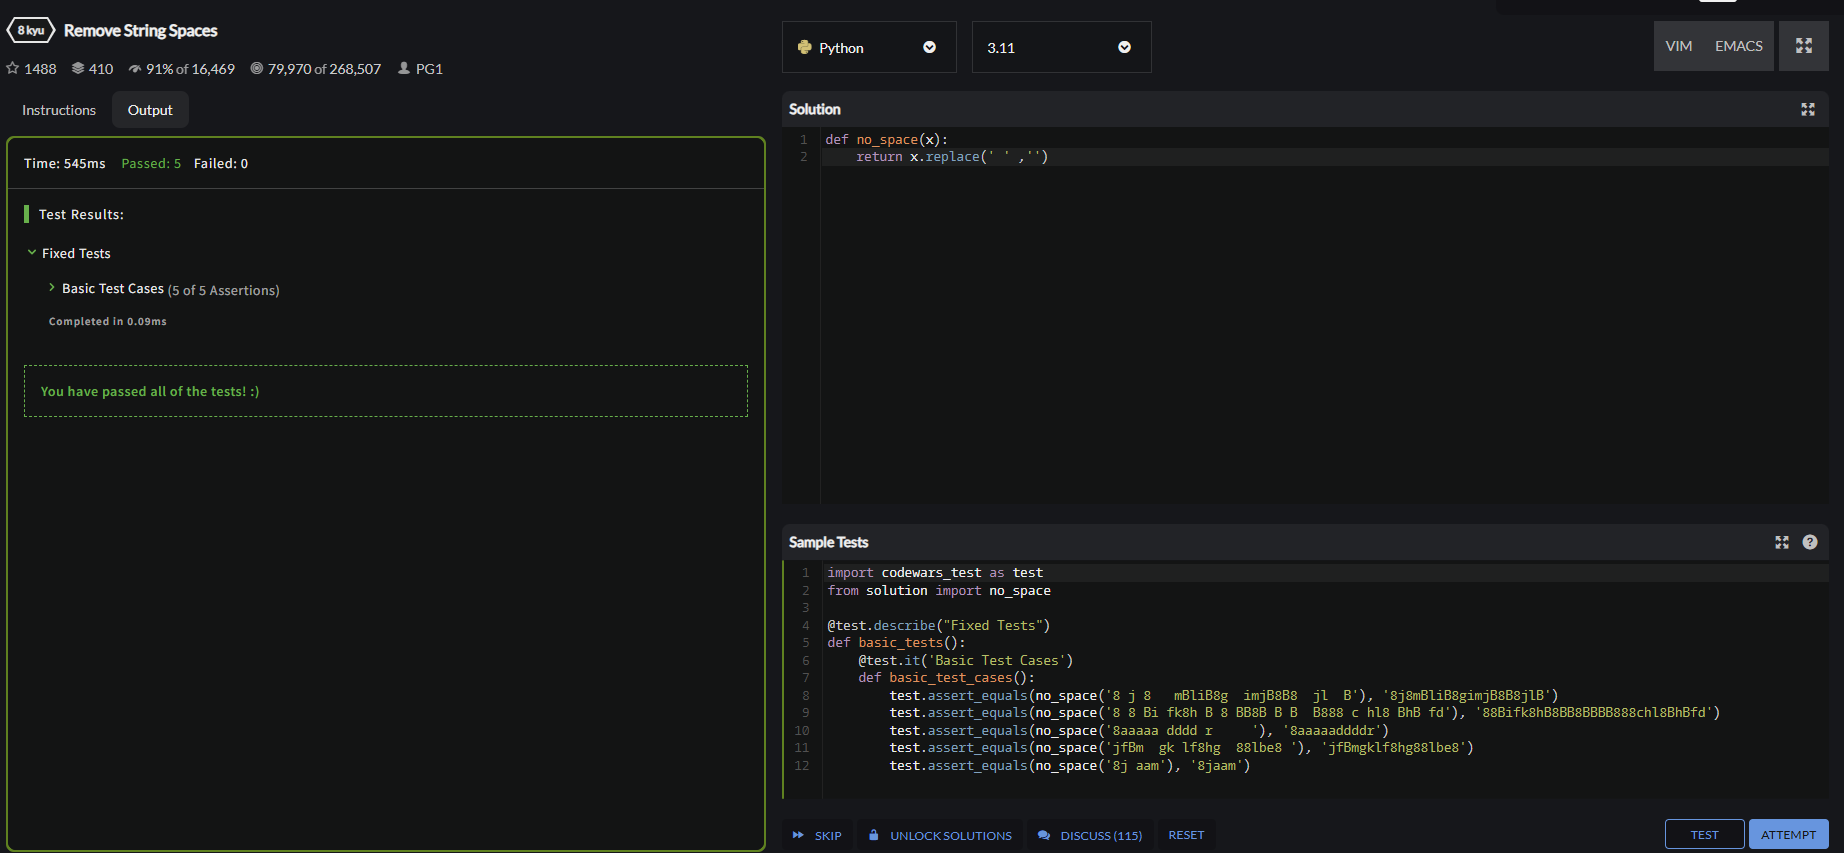 8 kyu Remove String Spaces
1488 410 91% of 16,469 79,970 of 268,507 PG1
Instructions Output
Time: 545ms Passed: 5 Failed: 0
Test Results:
Fixed Tests
Basic Test Cases (5 of 5 Assertions)
Completed in 0.09ms
You have passed all of the tests! :)
Python 3.11 VIM EMACS
Solution
1 def no_space(x):
2     return x.replace(' ' ,'')
Sample Tests ?
1 import codewars_test as test
2 from solution import no_space
3
4 @test.describe("Fixed Tests")
5 def basic_tests():
6     @test.it('Basic Test Cases')
7     def basic_test_cases():
8         test.assert_equals(no_space('8 j 8   mBliB8g  imjB8B8  jl  B'), '8j8mBliB8gimjB8B8jlB')
9         test.assert_equals(no_space('8 8 Bi fk8h B 8 BB8B B B  B888 c hl8 BhB fd'), '88Bifk8hB8BB8BBBB888chl8BhBfd')
10         test.assert_equals(no_space('8aaaaa dddd r     '), '8aaaaaddddr')
11         test.assert_equals(no_space('jfBm  gk lf8hg  88lbe8 '), 'jfBmgklf8hg88lbe8')
12         test.assert_equals(no_space('8j aam'), '8jaam')
SKIP UNLOCK SOLUTIONS DISCUSS (115) RESET TEST ATTEMPT